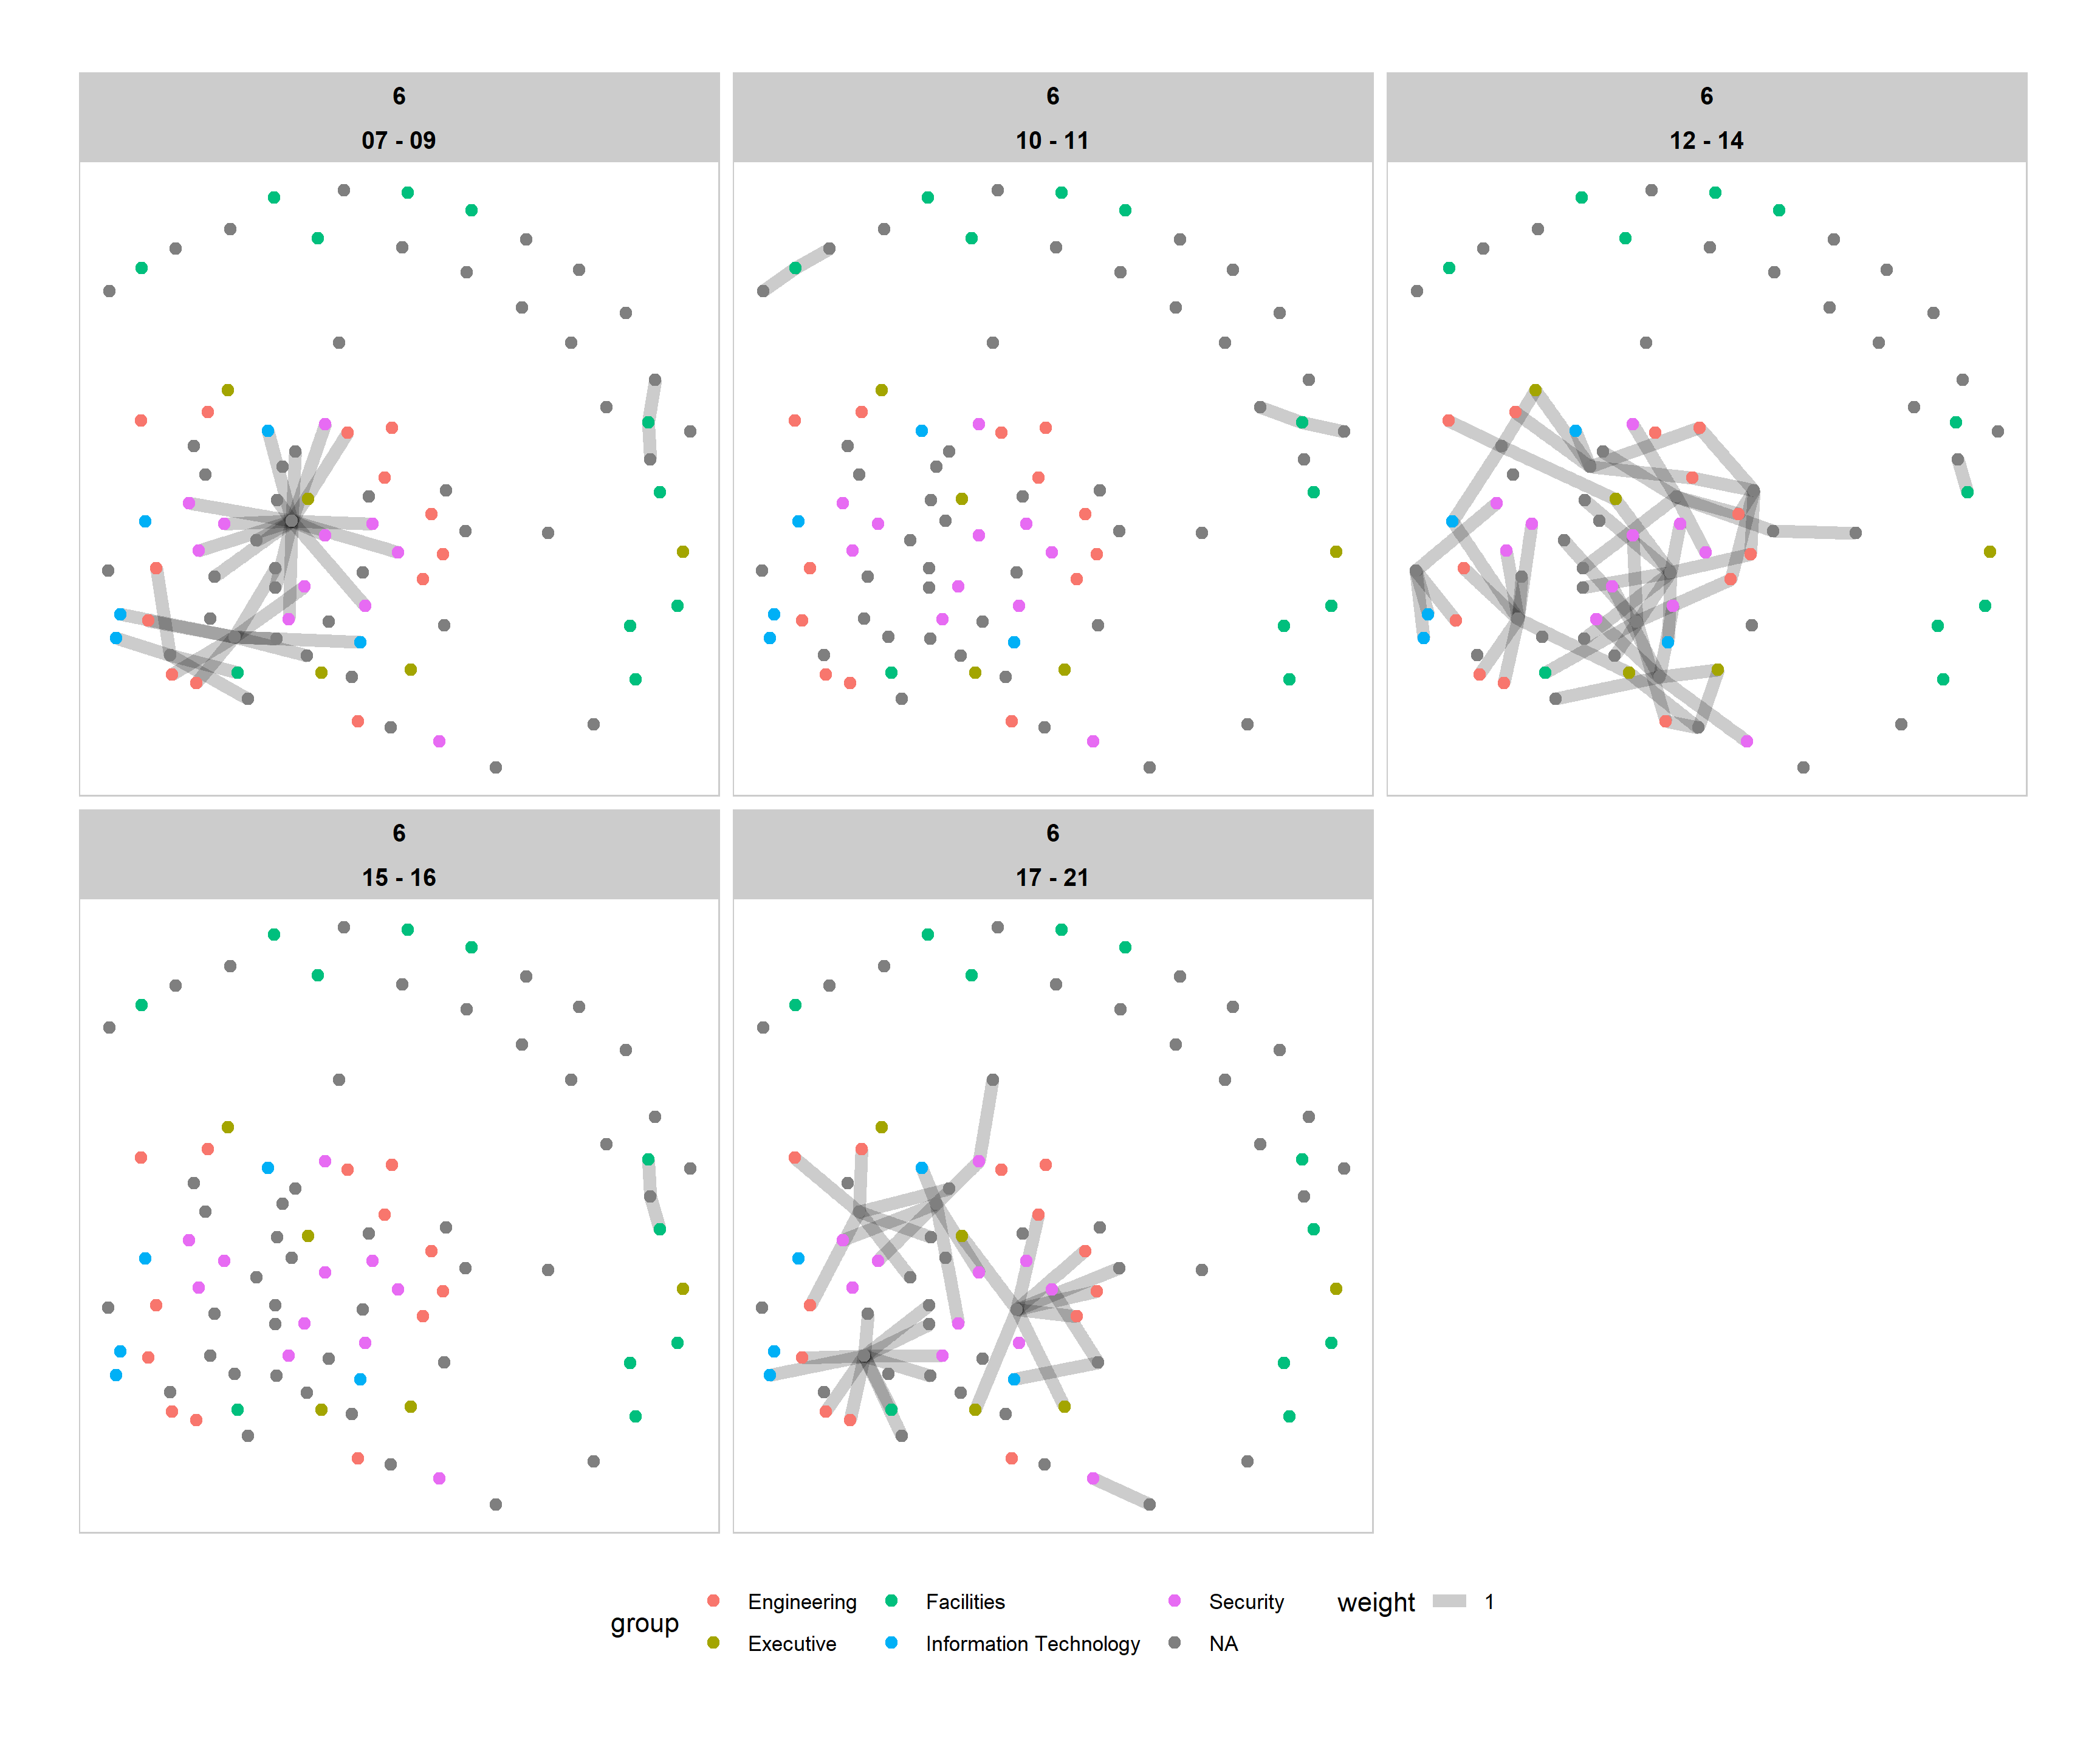 6
07 - 09
6
10 - 11
6
12 - 14
6
15 - 16
6
17 - 21
group
Engineering
Facilities
Security
Executive
Information Technology
NA
weight
1